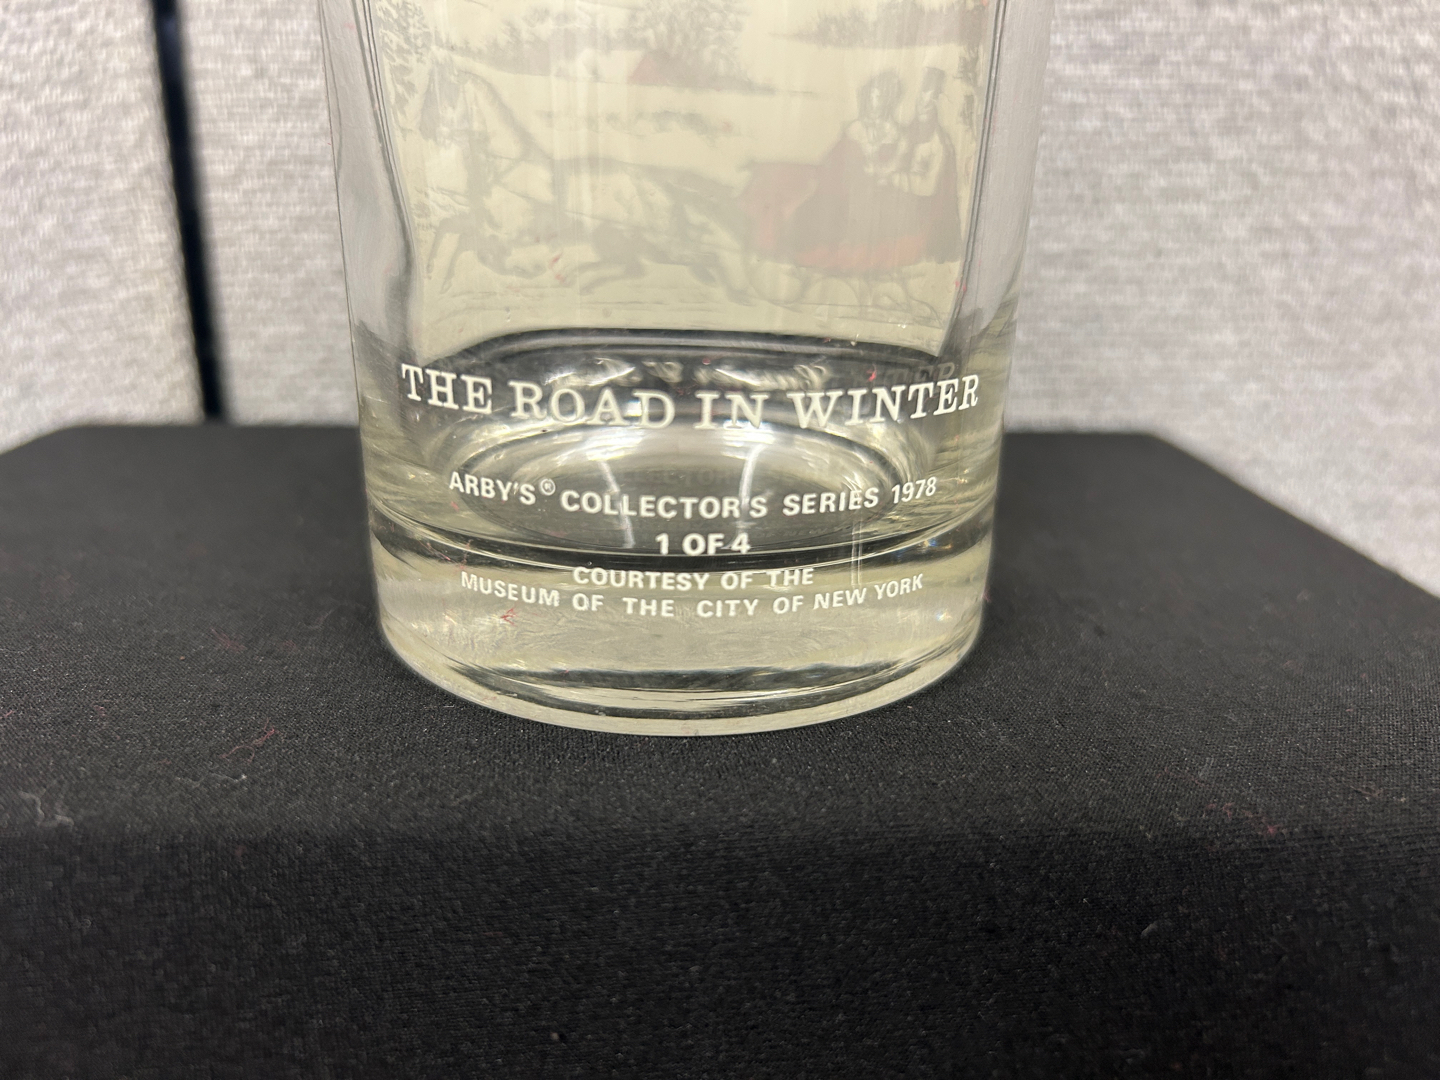 THE ROAD IN WINTER
ARBY'S® COLLECTOR'S SERIES 1978
1 OF 4
COURTESY OF THE
MUSEUM OF THE CITY OF NEW YORK